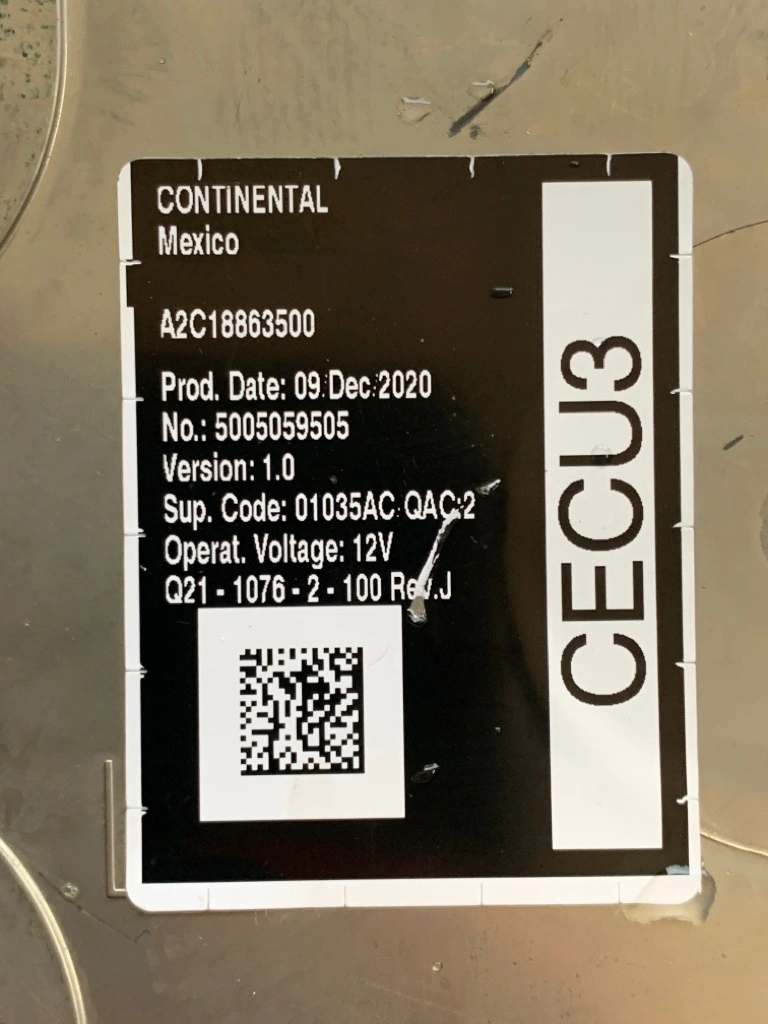 CONTINENTAL
Mexico
A2C18863500
Prod. Date: 09 Dec 2020
No.: 5005059505
Version: 1.0
Sup. Code: 01035AC QAC:2
Operat. Voltage: 12V
Q21 - 1076 - 2 - 100 Rev.J
CECU3